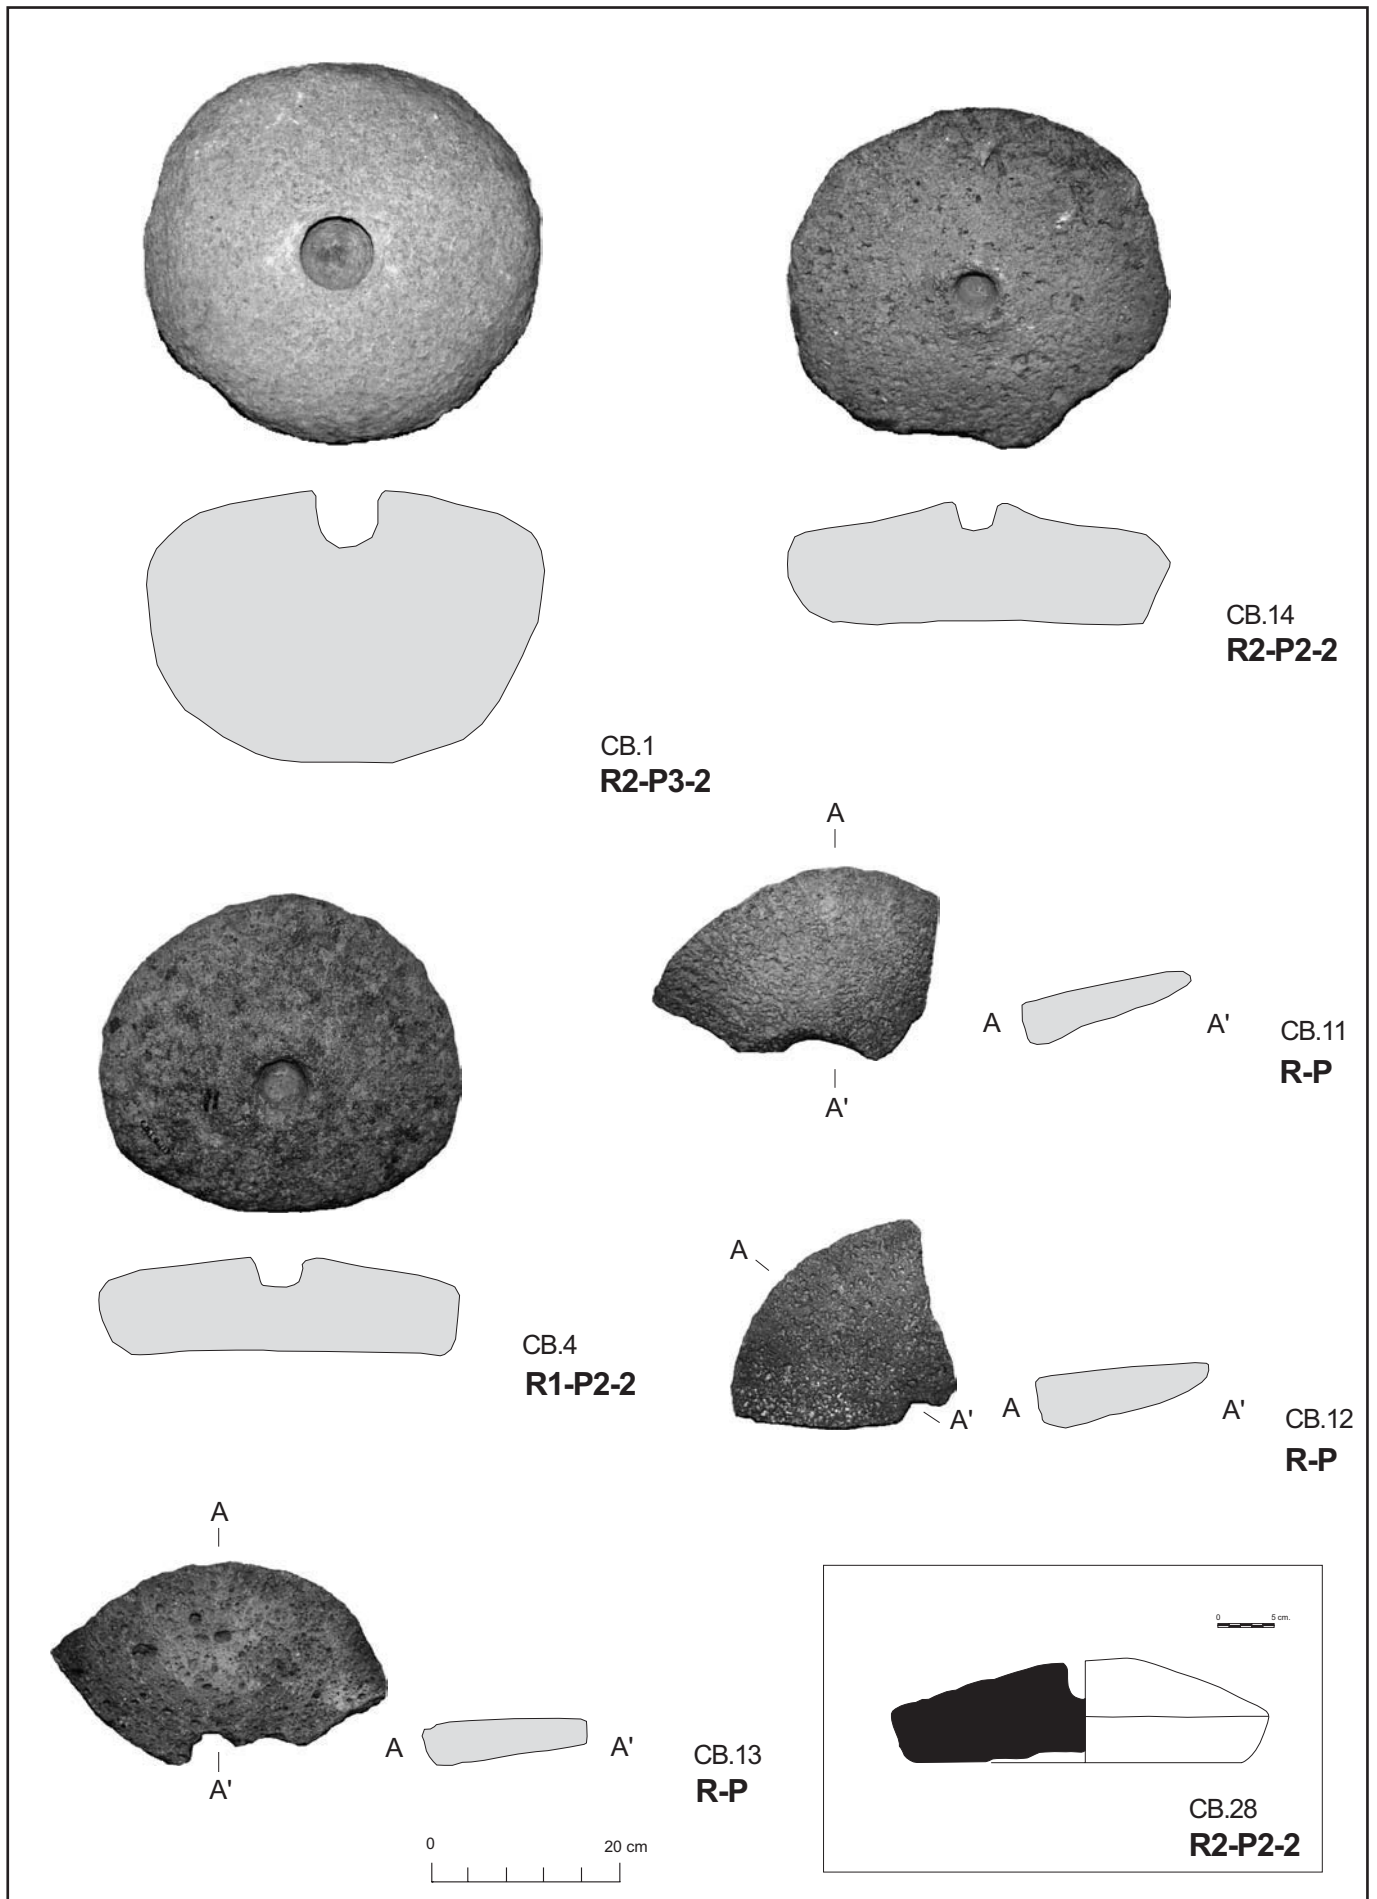 CB.14
R2-P2-2
CB.1
R2-P3-2
A
A
A'
CB.11
R-P
A'
A
CB.4
R1-P2-2
A
A'
CB.12
R-P
A'
A
0 5 cm.
A
A'
CB.13
R-P
A'
CB.28
R2-P2-2
0 20 cm